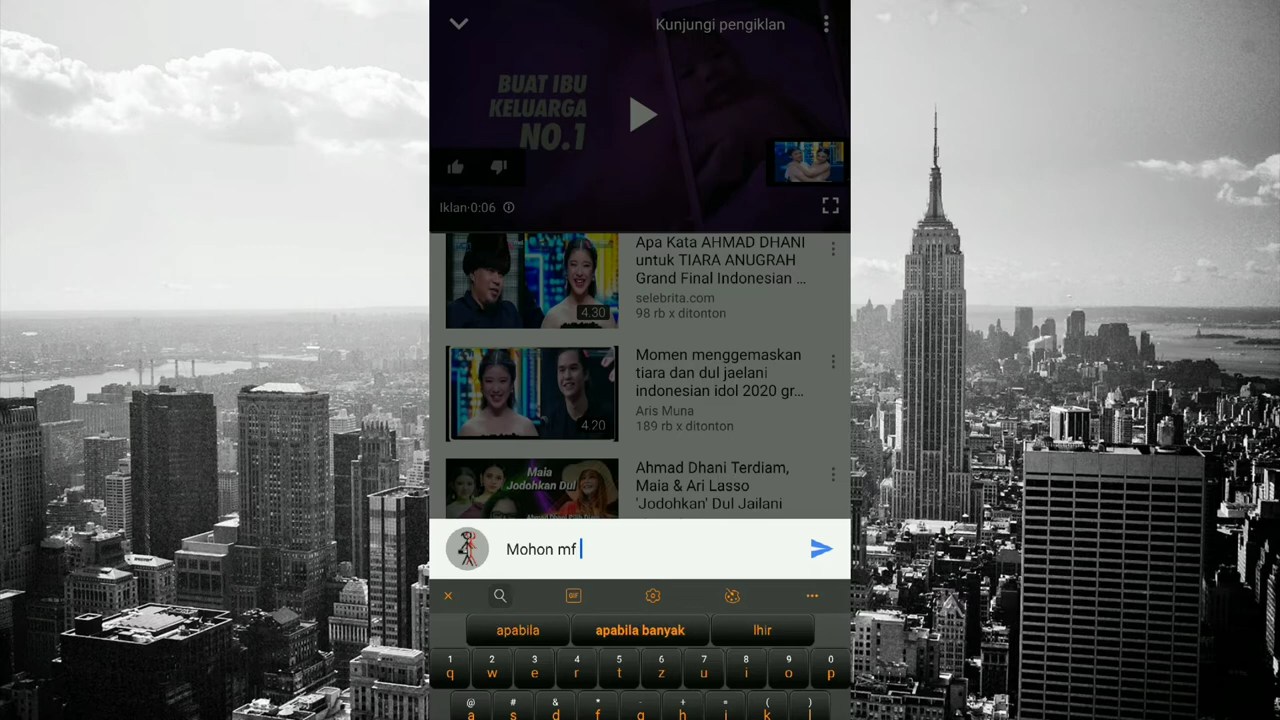 Kunjungi pengiklan
BUAT IBU
KELUARGA
NO.1
Iklan·0:06
Apa Kata AHMAD DHANI
untuk TIARA ANUGRAH
Grand Final Indonesian ...
selebrita.com
98 rb x ditonton
4.30
Momen menggemaskan
tiara dan dul jaelani
indonesian idol 2020 gr...
Aris Muna
189 rb x ditonton
4.20
Maia
Jodohkan Dul
Ahmad Dhani Terdiam,
Maia & Ari Lasso
'Jodohkan' Dul Jailani
Mohon mf
GIF
apabila
apabila banyak
lhir
1 2 3 4 5 6 7 8 9 0
q w e r t z u i o p
@ # & * - + = ( )
a s d f g h j k l